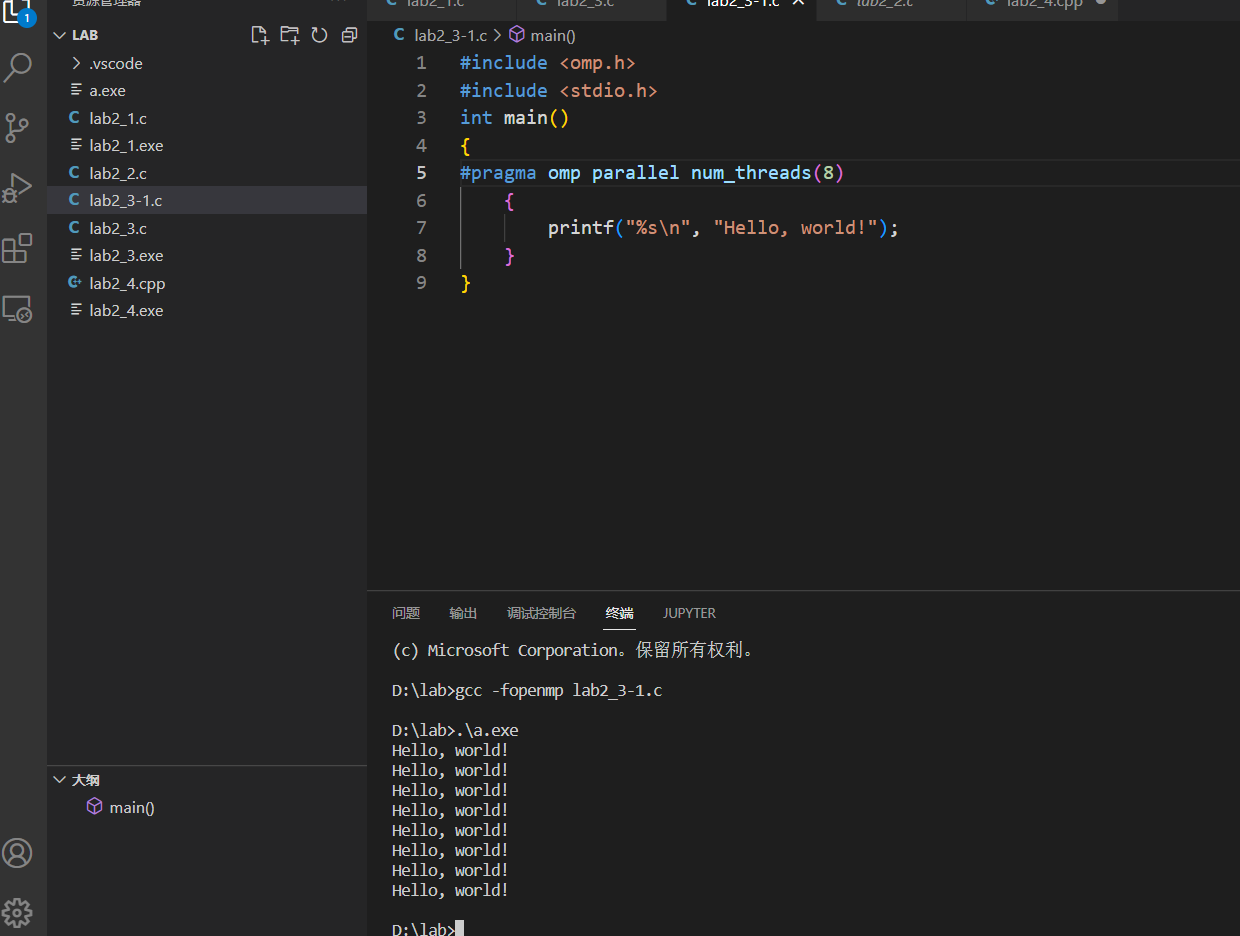 资源管理器
lab2_1.c
lab2_3.c
lab2_3-1.c
lab2_2.c
lab2_4.cpp
1
LAB
.vscode
a.exe
lab2_1.c
lab2_1.exe
lab2_2.c
lab2_3-1.c
lab2_3.c
lab2_3.exe
lab2_4.cpp
lab2_4.exe
大纲
main()
lab2_3-1.c > main()
1 #include <omp.h>
2 #include <stdio.h>
3 int main()
4 {
5 #pragma omp parallel num_threads(8)
6 {
7 printf("%s\n", "Hello, world!");
8 }
9 }
问题 输出 调试控制台 终端 JUPYTER
(c) Microsoft Corporation。保留所有权利。
D:\lab>gcc -fopenmp lab2_3-1.c
D:\lab>.\a.exe
Hello, world!
Hello, world!
Hello, world!
Hello, world!
Hello, world!
Hello, world!
Hello, world!
Hello, world!
D:\lab>